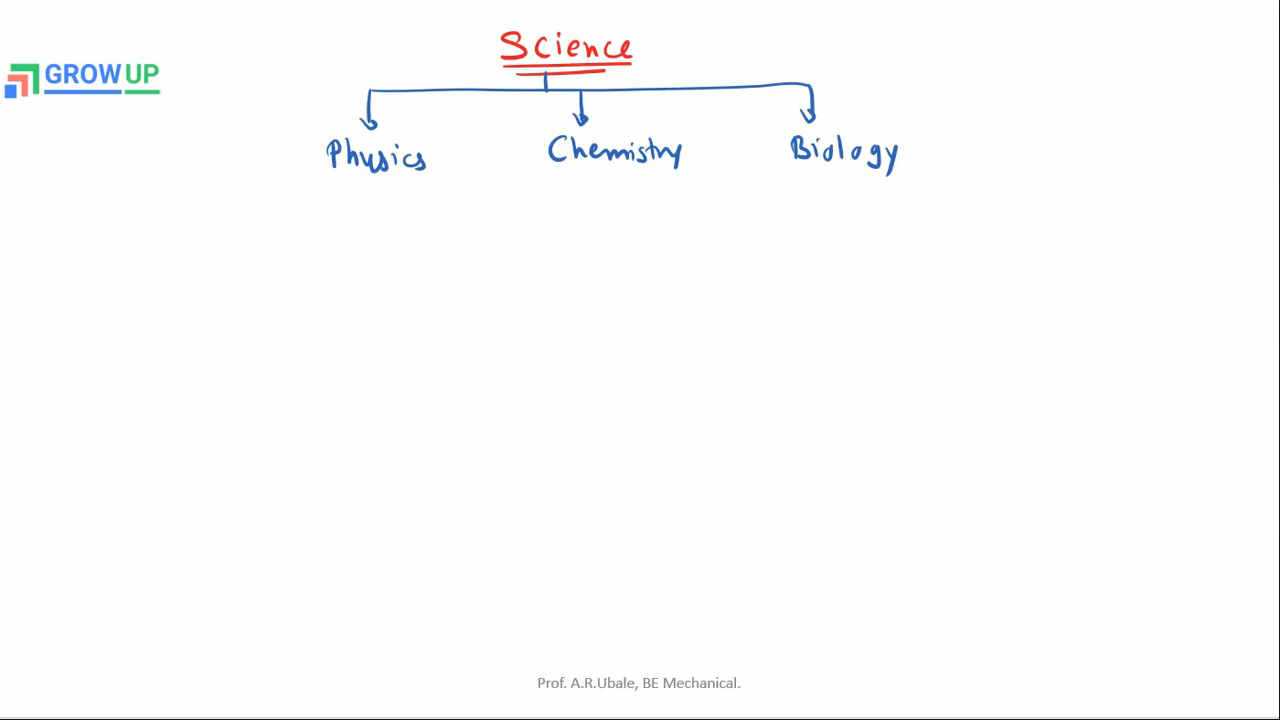 Science
GROW UP
Physics Chemistry Biology
Prof. A.R.Ubale, BE Mechanical.